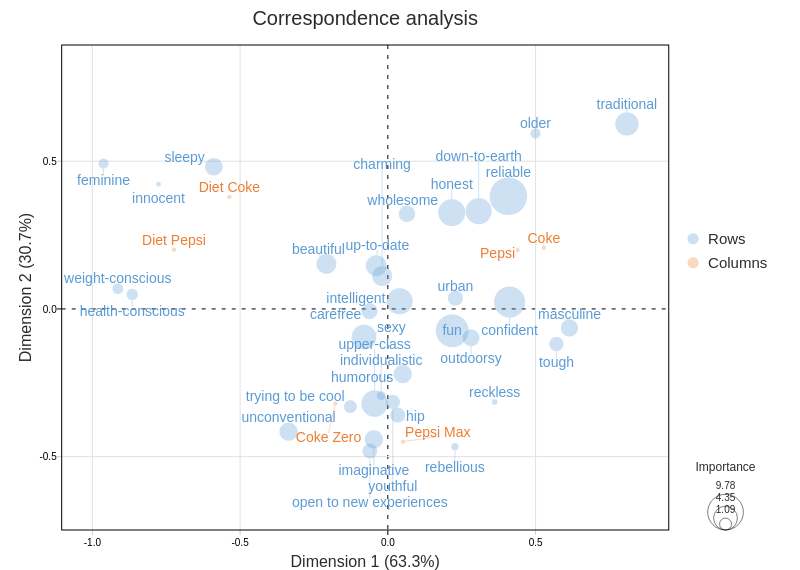 Correspondence analysis
traditional
older
down-to-earth
sleepy
charming
reliable
feminine
honest
Diet Coke
innocent
wholesome
Diet Pepsi
Coke
beautiful
up-to-date
Pepsi
weight-conscious
urban
intelligent
health-conscious
carefree
masculine
sexy
fun
confident
upper-class
individualistic
outdoorsy
tough
humorous
trying to be cool
reckless
unconventional
hip
Coke Zero
Pepsi Max
imaginative
rebellious
youthful
open to new experiences
0.5
0.0
-0.5
-1.0
-0.5
0.0
0.5
Dimension 2 (30.7%)
Dimension 1 (63.3%)
Rows
Columns
Importance
9.78
4.35
1.09